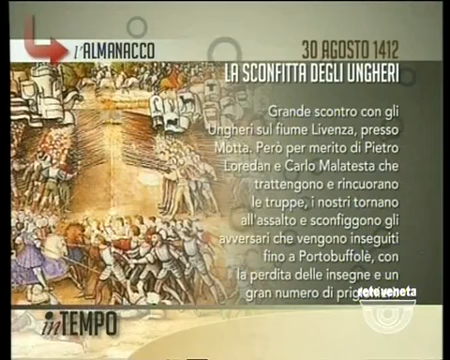 l'ALMANACCO
30 AGOSTO 1412
LA SCONFITTA DEGLI UNGHERI
Grande scontro con gli
Ungheri sul fiume Livenza, presso
Motta. Però per merito di Pietro
Loredan e Carlo Malatesta che
trattengono e rincuorano
le truppe, i nostri tornano
all'assalto e sconfiggono gli
avversari che vengono inseguiti
fino a Portobuffolè, con
la perdita delle insegne e un
gran numero di
rete veneta
inTEMPO